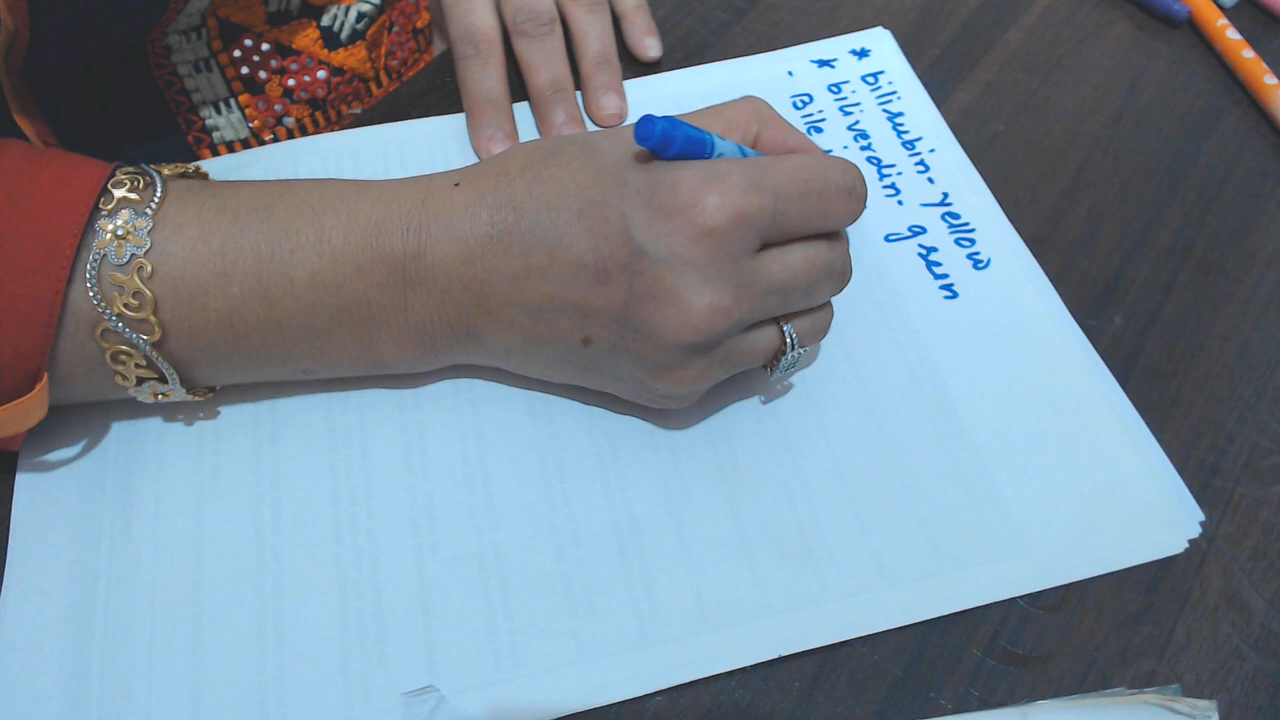 * bilirubin - yellow
* biliverdin - green
- Bile